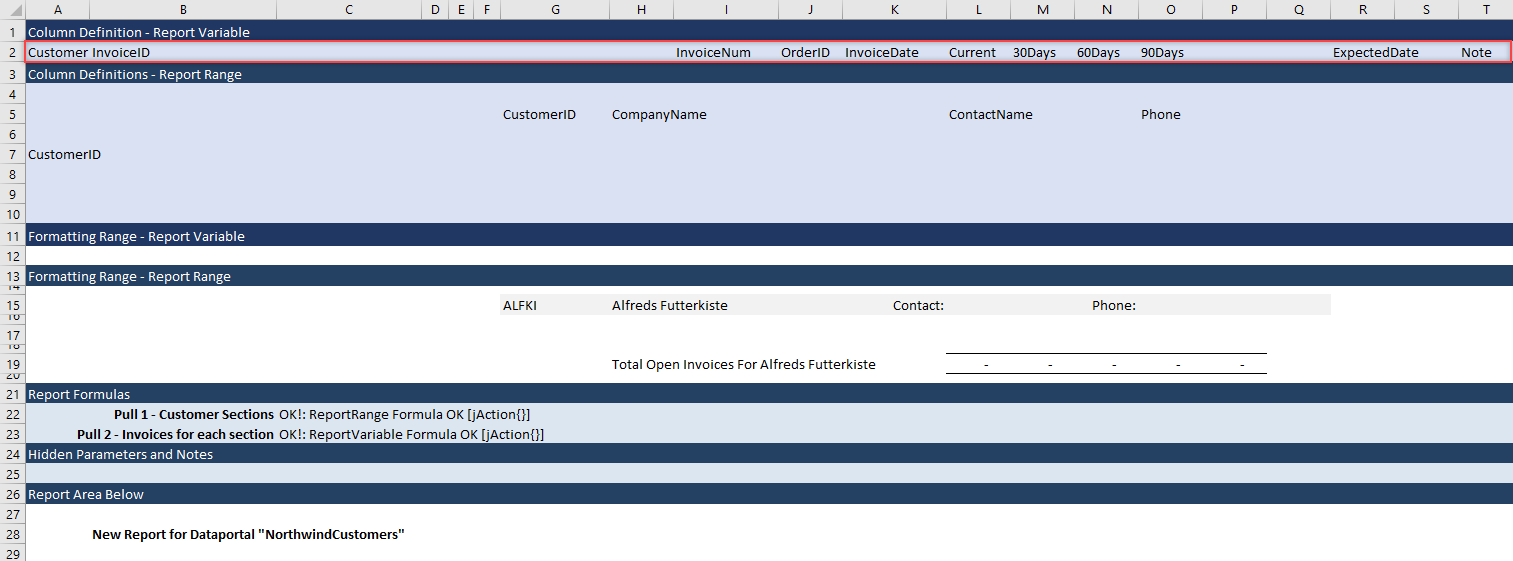 A B C D E F G H I J K L M N O P Q R S T
1 Column Definition - Report Variable
2 Customer InvoiceID InvoiceNum OrderID InvoiceDate Current 30Days 60Days 90Days ExpectedDate Note
3 Column Definitions - Report Range
4
5 CustomerID CompanyName ContactName Phone
6
7 CustomerID
8
9
10
11 Formatting Range - Report Variable
12
13 Formatting Range - Report Range
14
15 ALFKI Alfreds Futterkiste Contact: Phone:
16
17
18
19 Total Open Invoices For Alfreds Futterkiste - - - - -
20
21 Report Formulas
22 Pull 1 - Customer Sections OK!: ReportRange Formula OK [jAction{}]
23 Pull 2 - Invoices for each section OK!: ReportVariable Formula OK [jAction{}]
24 Hidden Parameters and Notes
25
26 Report Area Below
27
28 New Report for Dataportal "NorthwindCustomers"
29